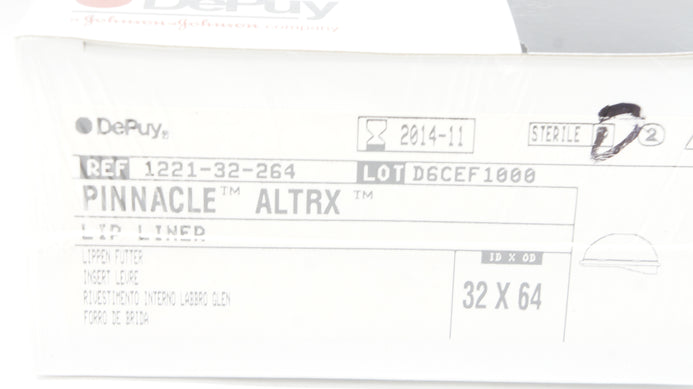 DePuy
a Johnson & Johnson company
DePuy®
2014-11
STERILE
2
REF 1221-32-264
LOT D6CEF1000
PINNACLE™ ALTRX™
LIP LINER
LIPPEN FUTTER
INSERT LEVRE
RIVESTIMENTO INTERNO LABBRO GLEN
FORRO DE BRIDA
ID X OD
32 X 64